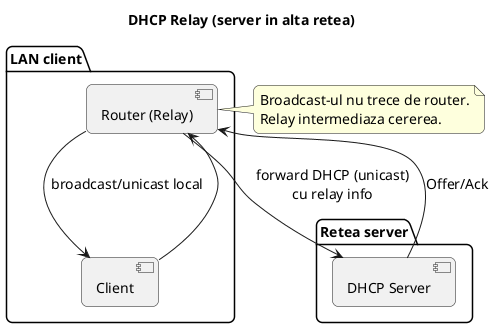 DHCP Relay (server in alta retea)
LAN client
Router (Relay)
Broadcast-ul nu trece de router.
Relay intermediaza cererea.
broadcast/unicast local
forward DHCP (unicast)
cu relay info
Offer/Ack
Retea server
Client
DHCP Server